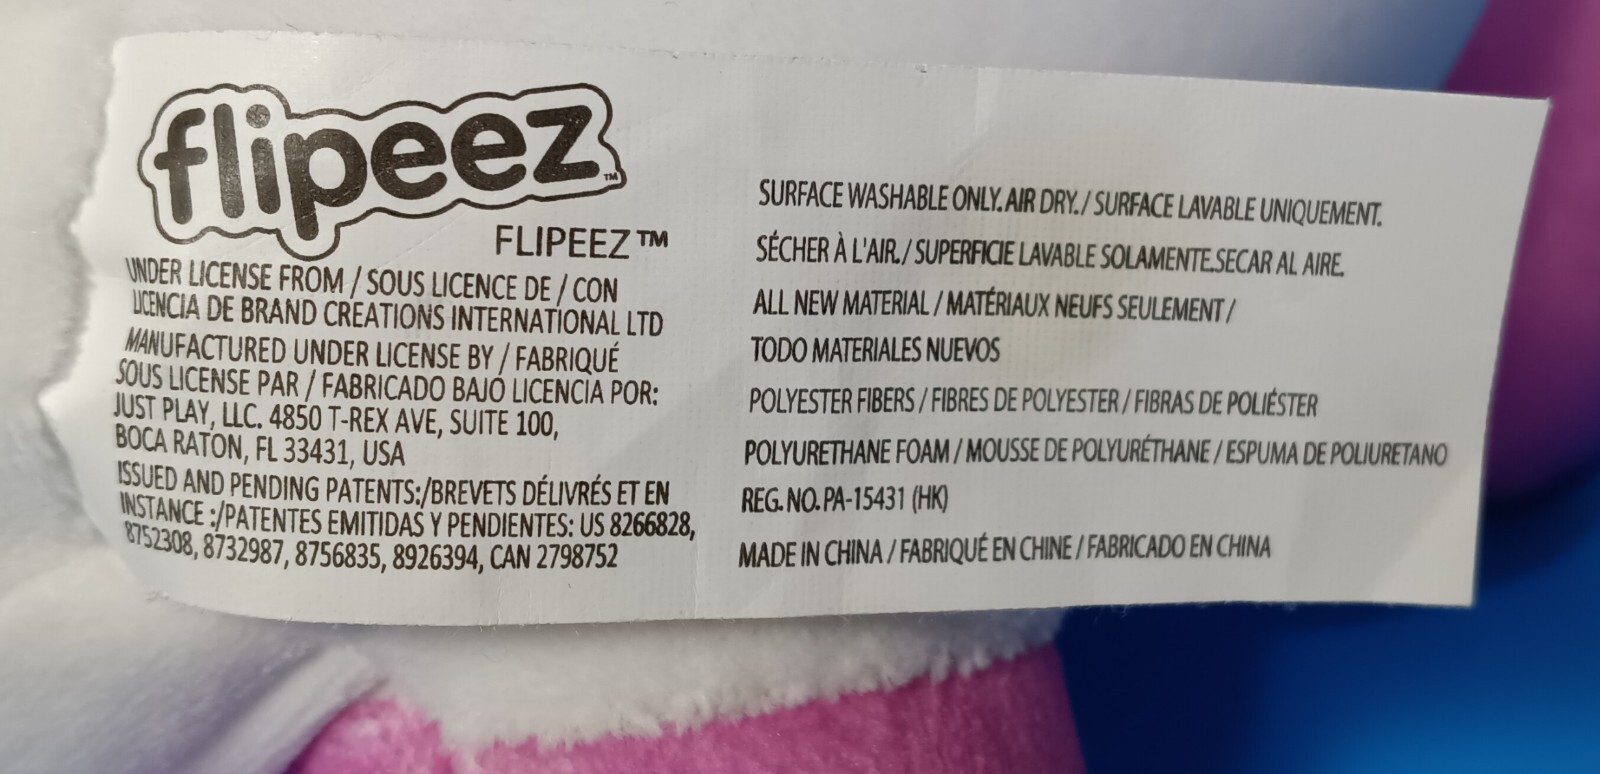 flipeez™
FLIPEEZ™
UNDER LICENSE FROM / SOUS LICENCE DE / CON
LICENCIA DE BRAND CREATIONS INTERNATIONAL LTD
MANUFACTURED UNDER LICENSE BY / FABRIQUÉ
SOUS LICENSE PAR / FABRICADO BAJO LICENCIA POR:
JUST PLAY, LLC. 4850 T-REX AVE, SUITE 100,
BOCA RATON, FL 33431, USA
ISSUED AND PENDING PATENTS:/BREVETS DÉLIVRÉS ET EN
INSTANCE :/PATENTES EMITIDAS Y PENDIENTES: US 8266828,
8752308, 8732987, 8756835, 8926394, CAN 2798752
SURFACE WASHABLE ONLY. AIR DRY. / SURFACE LAVABLE UNIQUEMENT.
SÉCHER À L'AIR. / SUPERFICIE LAVABLE SOLAMENTE.SECAR AL AIRE.
ALL NEW MATERIAL / MATÉRIAUX NEUFS SEULEMENT /
TODO MATERIALES NUEVOS
POLYESTER FIBERS / FIBRES DE POLYESTER / FIBRAS DE POLIÉSTER
POLYURETHANE FOAM / MOUSSE DE POLYURÉTHANE / ESPUMA DE POLIURETANO
REG. NO. PA-15431 (HK)
MADE IN CHINA / FABRIQUÉ EN CHINE / FABRICADO EN CHINA